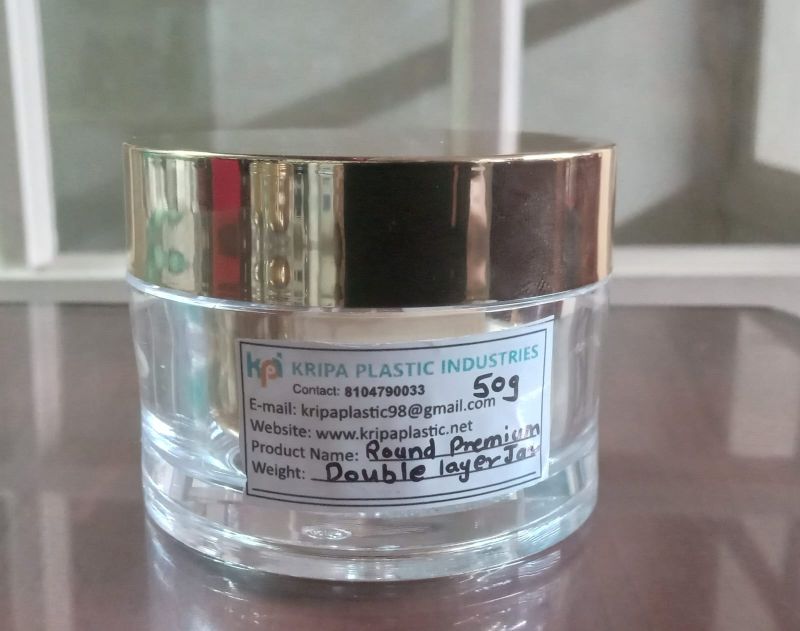 kpi KRIPA PLASTIC INDUSTRIES
Contact: 8104790033
50g
E-mail: kripaplastic98@gmail.com
Website: www.kripaplastic.net
Product Name: Round Premium
Weight: Double layer Jar